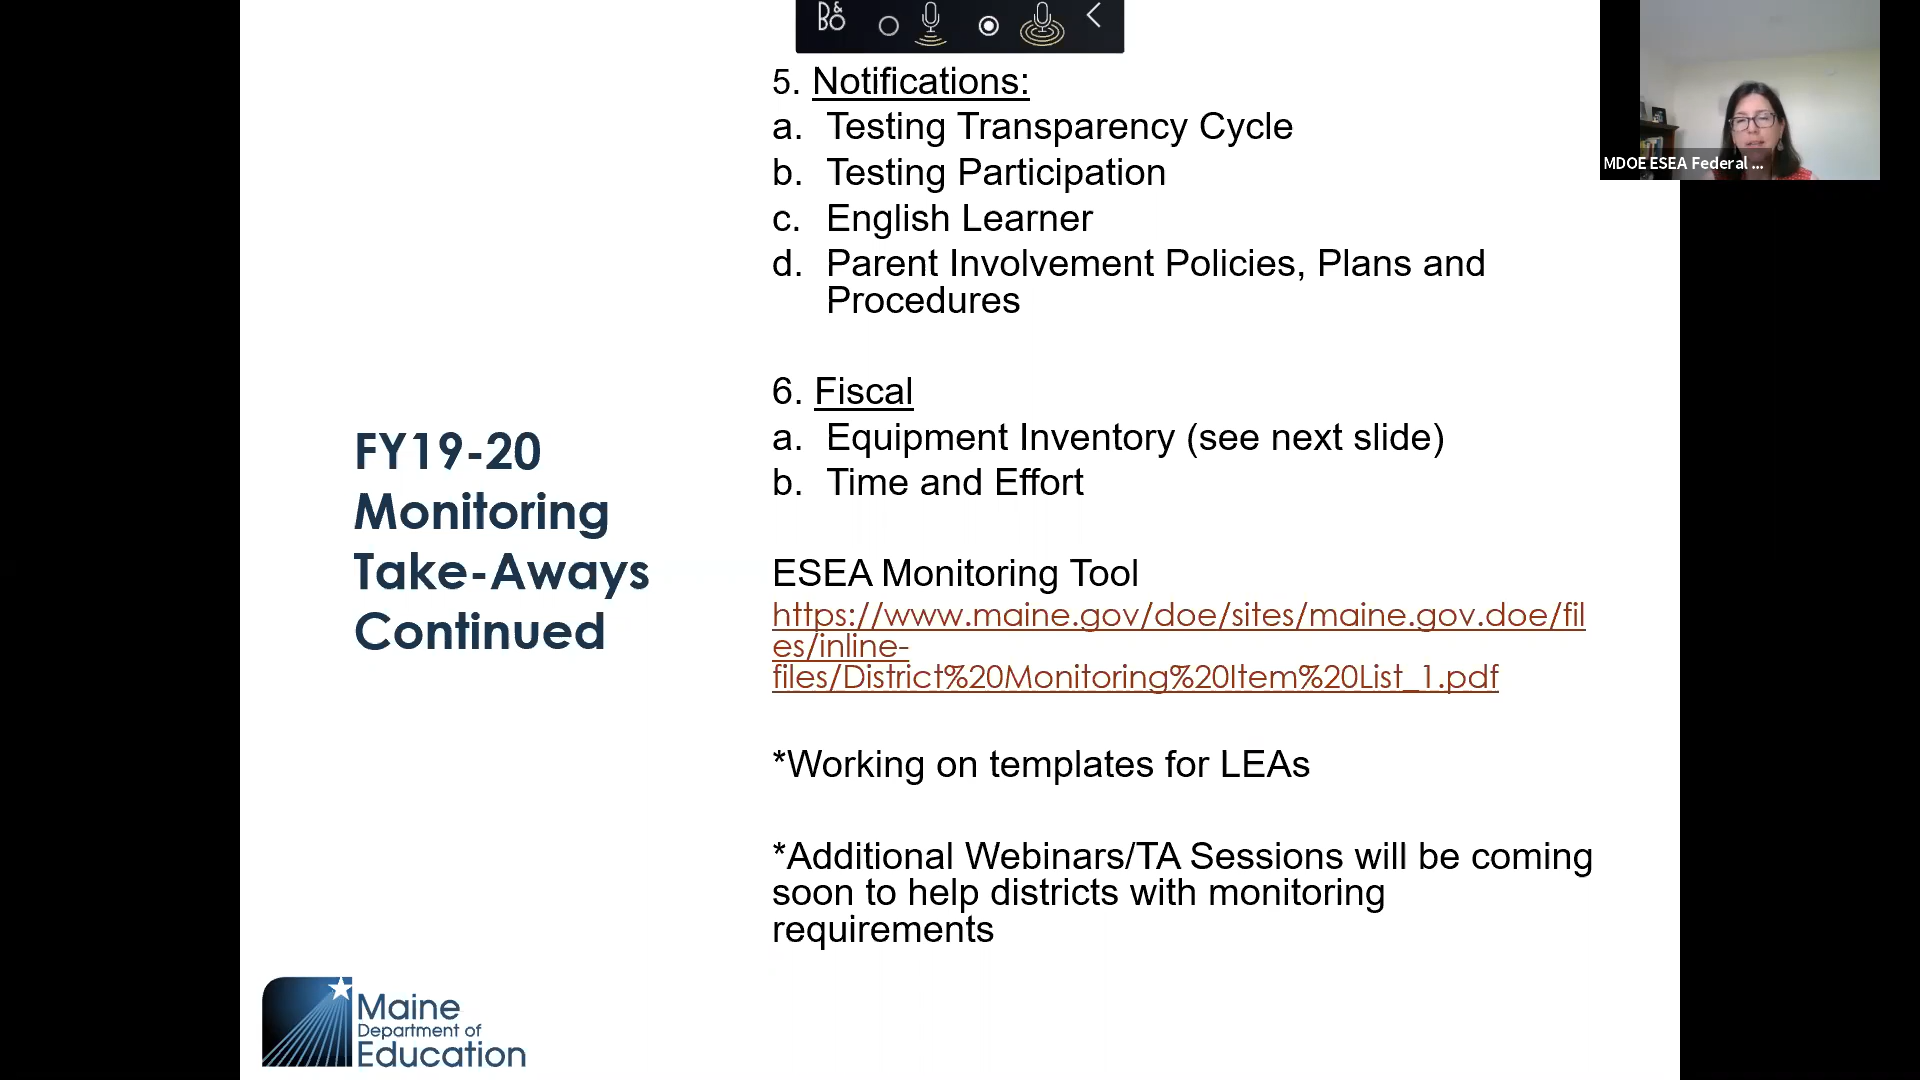 B&O
5. Notifications:
a. Testing Transparency Cycle
b. Testing Participation
c. English Learner
d. Parent Involvement Policies, Plans and
Procedures
6. Fiscal
a. Equipment Inventory (see next slide)
b. Time and Effort
FY19-20
Monitoring
Take-Aways
Continued
ESEA Monitoring Tool
https://www.maine.gov/doe/sites/maine.gov.doe/fil
es/inline-
files/District%20Monitoring%20Item%20List_1.pdf
*Working on templates for LEAs
*Additional Webinars/TA Sessions will be coming
soon to help districts with monitoring
requirements
Maine
Department of
Education
MDOE ESEA Federal ...